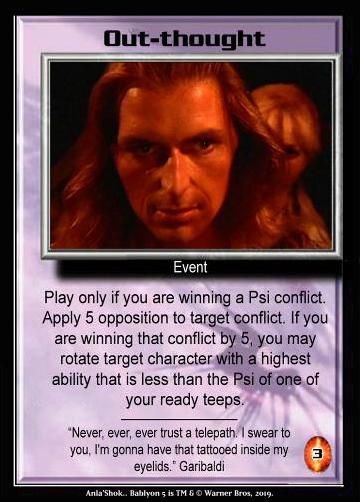 Out-thought
Event
Play only if you are winning a Psi conflict.
Apply 5 opposition to target conflict. If you
are winning that conflict by 5, you may
rotate target character with a highest
ability that is less than the Psi of one of
your ready teeps.
“Never, ever, ever trust a telepath. I swear to
you, I'm gonna have that tattooed inside my
eyelids.” Garibaldi
3
Anla'Shok.. Bablyon 5 is TM & © Warner Bros, 2019.